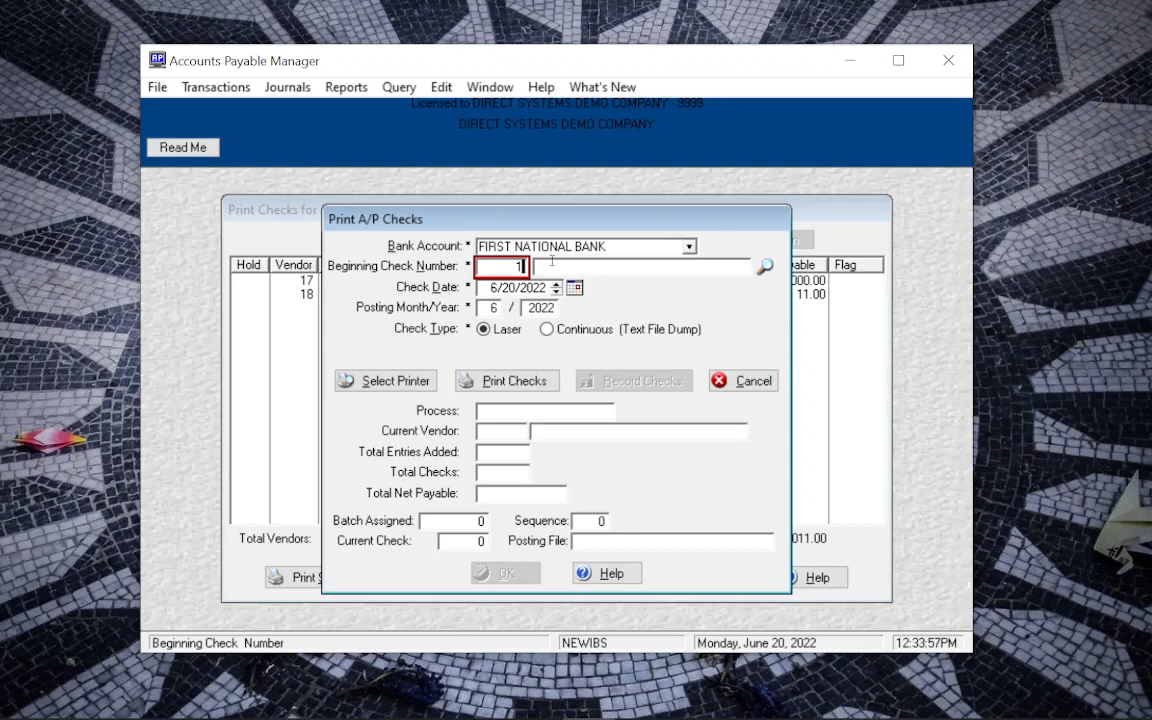 Accounts Payable Manager
File Transactions Journals Reports Query Edit Window Help What's New
Licensed to DIRECT SYSTEMS DEMO COMPANY - 9999
DIRECT SYSTEMS DEMO COMPANY
Read Me
Print Checks for
Print A/P Checks
Bank Account: * FIRST NATIONAL BANK
Hold Vendor Beginning Check Number: * 1 able Flag
17 Check Date: * 6/20/2022 000.00
18 11.00
Posting Month/Year: * 6 / 2022
Check Type: * Laser Continuous (Text File Dump)
Select Printer Print Checks Record Checks Cancel
Process:
Current Vendor:
Total Entries Added:
Total Checks:
Total Net Payable:
Batch Assigned: 0 Sequence: 0
Total Vendors: Current Check: 0 Posting File: 011.00
Print S OK Help Help
Beginning Check Number NEWIBS Monday, June 20, 2022 12:33:57PM